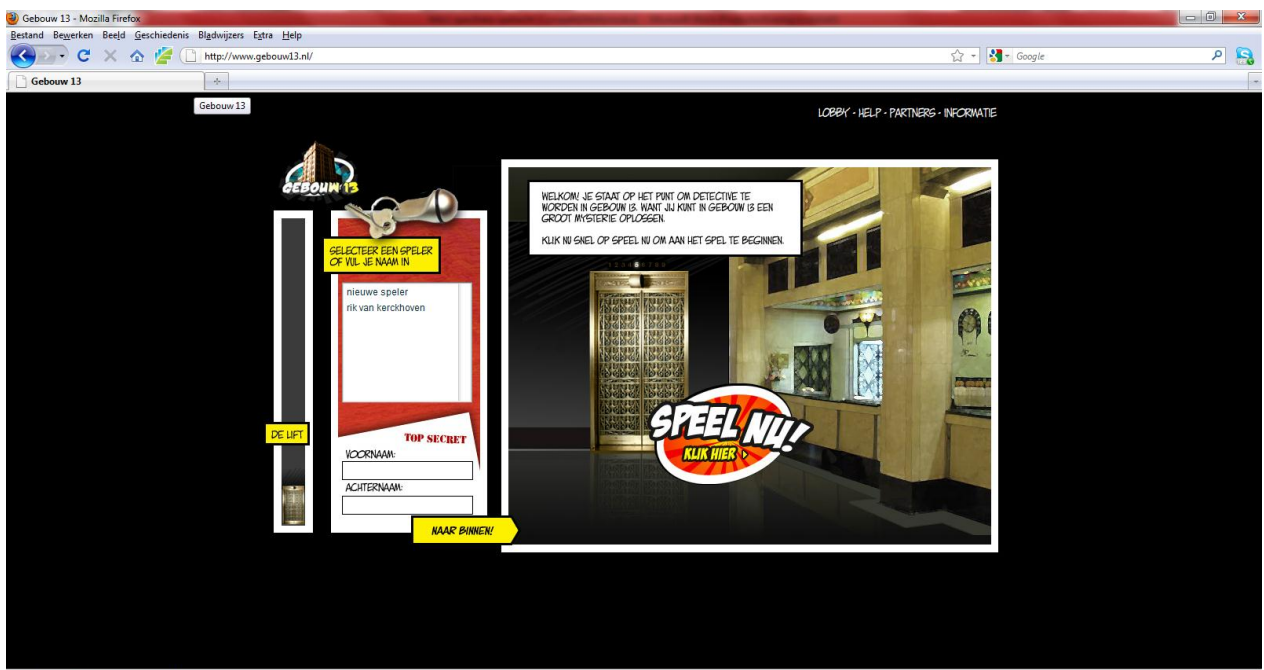 Gebouw 13 - Mozilla Firefox
Bestand Bewerken Beeld Geschiedenis Bladwijzers Extra Help
http://www.gebouw13.nl/
Google
Gebouw 13
Gebouw 13
LOBBY - HELP - PARTNERS - INFORMATIE
GEBOUW 13
WELKOM! JE STAAT OP HET PUNT OM DETECTIVE TE
WORDEN IN GEBOUW 13. WANT JIJ KUNT IN GEBOUW 13 EEN
GROOT MYSTERIE OPLOSSEN.
KLIK NU SNEL OP SPEEL NU OM AAN HET SPEL TE BEGINNEN.
SELECTEER EEN SPELER
OF VUL JE NAAM IN
nieuwe speler
rik van kerckhoven
SPEEL NU!
KLIK HIER
DE LIFT
TOP SECRET
VOORNAAM:
ACHTERNAAM:
NAAR BINNEN!